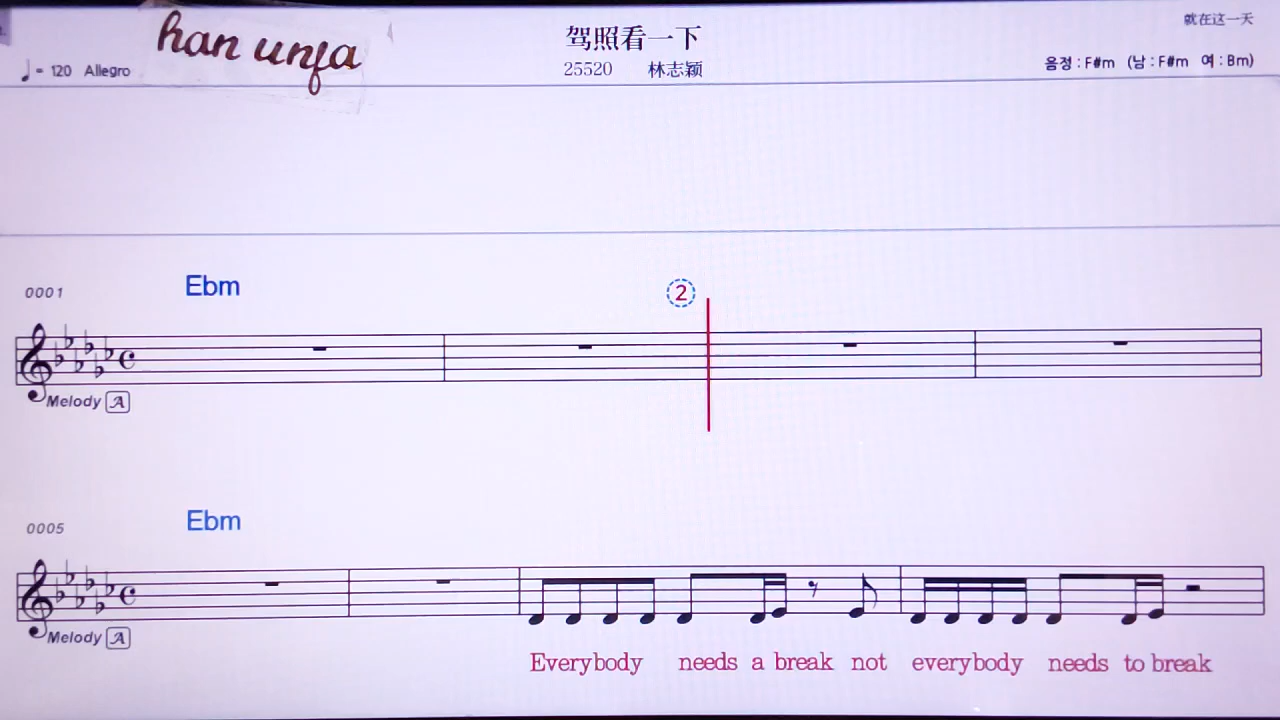 han unfa
驾照看一下
就在这一天
♩= 120 Allegro
25520 林志颖
음정 : F#m (남 : F#m 여 : Bm)
0001
Ebm
2
Melody A
0005
Ebm
Melody A
Everybody needs a break not everybody needs to break